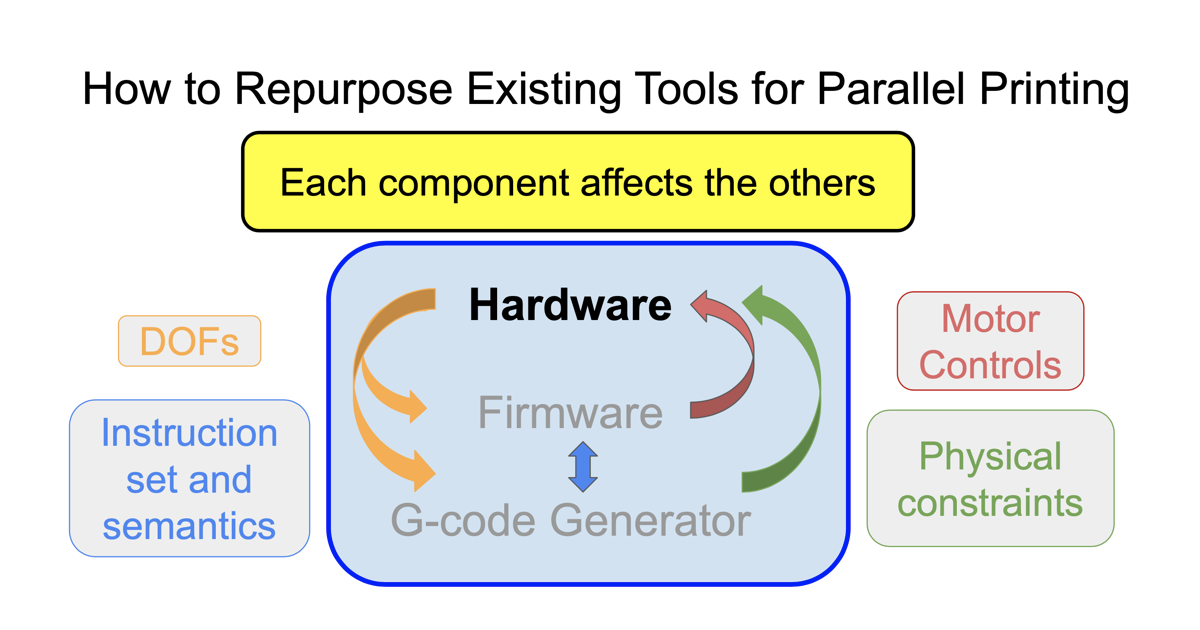 How to Repurpose Existing Tools for Parallel Printing
Each component affects the others
Hardware
Firmware
G-code Generator
DOFs
Instruction
set and
semantics
Motor
Controls
Physical
constraints